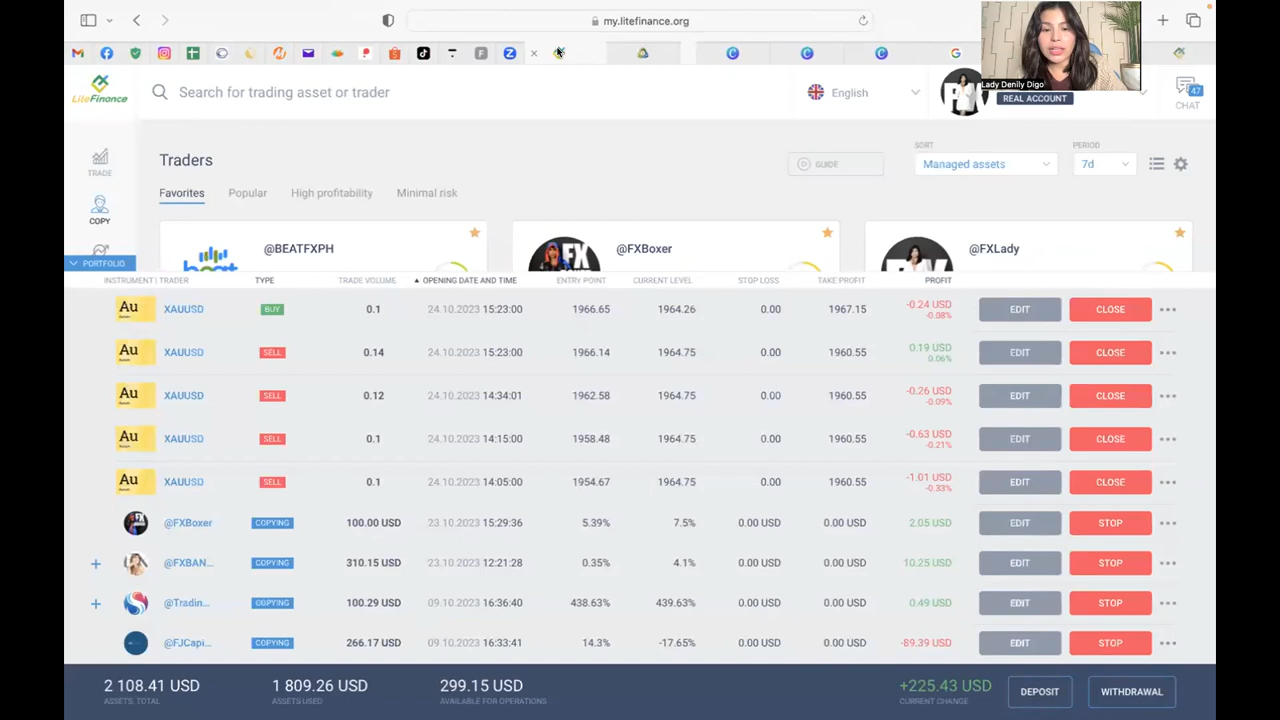 my.litefinance.org
LiteFinance
Search for trading asset or trader
English
Lady Denily Digo
REAL ACCOUNT
47
CHAT
TRADE
COPY
Traders
GUIDE
SORT
Managed assets
PERIOD
7d
Favorites Popular High profitability Minimal risk
@BEATFXPH
@FXBoxer
@FXLady
PORTFOLIO
INSTRUMENT | TRADER TYPE TRADE VOLUME ▲ OPENING DATE AND TIME ENTRY POINT CURRENT LEVEL STOP LOSS TAKE PROFIT PROFIT
Au XAUUSD BUY 0.1 24.10.2023 15:23:00 1966.65 1964.26 0.00 1967.15 -0.24 USD EDIT CLOSE
-0.08%
Au XAUUSD SELL 0.14 24.10.2023 15:23:00 1966.14 1964.75 0.00 1960.55 0.19 USD EDIT CLOSE
0.06%
Au XAUUSD SELL 0.12 24.10.2023 14:34:01 1962.58 1964.75 0.00 1960.55 -0.26 USD EDIT CLOSE
-0.09%
Au XAUUSD SELL 0.1 24.10.2023 14:15:00 1958.48 1964.75 0.00 1960.55 -0.63 USD EDIT CLOSE
-0.21%
Au XAUUSD SELL 0.1 24.10.2023 14:05:00 1954.67 1964.75 0.00 1960.55 -1.01 USD EDIT CLOSE
-0.33%
@FXBoxer COPYING 100.00 USD 23.10.2023 15:29:36 5.39% 7.5% 0.00 USD 0.00 USD 2.05 USD EDIT STOP
@FXBAN... COPYING 310.15 USD 23.10.2023 12:21:28 0.35% 4.1% 0.00 USD 0.00 USD 10.25 USD EDIT STOP
@Tradin... COPYING 100.29 USD 09.10.2023 16:36:40 438.63% 439.63% 0.00 USD 0.00 USD 0.49 USD EDIT STOP
@FJCapi... COPYING 266.17 USD 09.10.2023 16:33:41 14.3% -17.65% 0.00 USD 0.00 USD -89.39 USD EDIT STOP
2 108.41 USD 1 809.26 USD 299.15 USD +225.43 USD DEPOSIT WITHDRAWAL
ASSETS, TOTAL ASSETS USED AVAILABLE FOR OPERATIONS CURRENT CHANGE